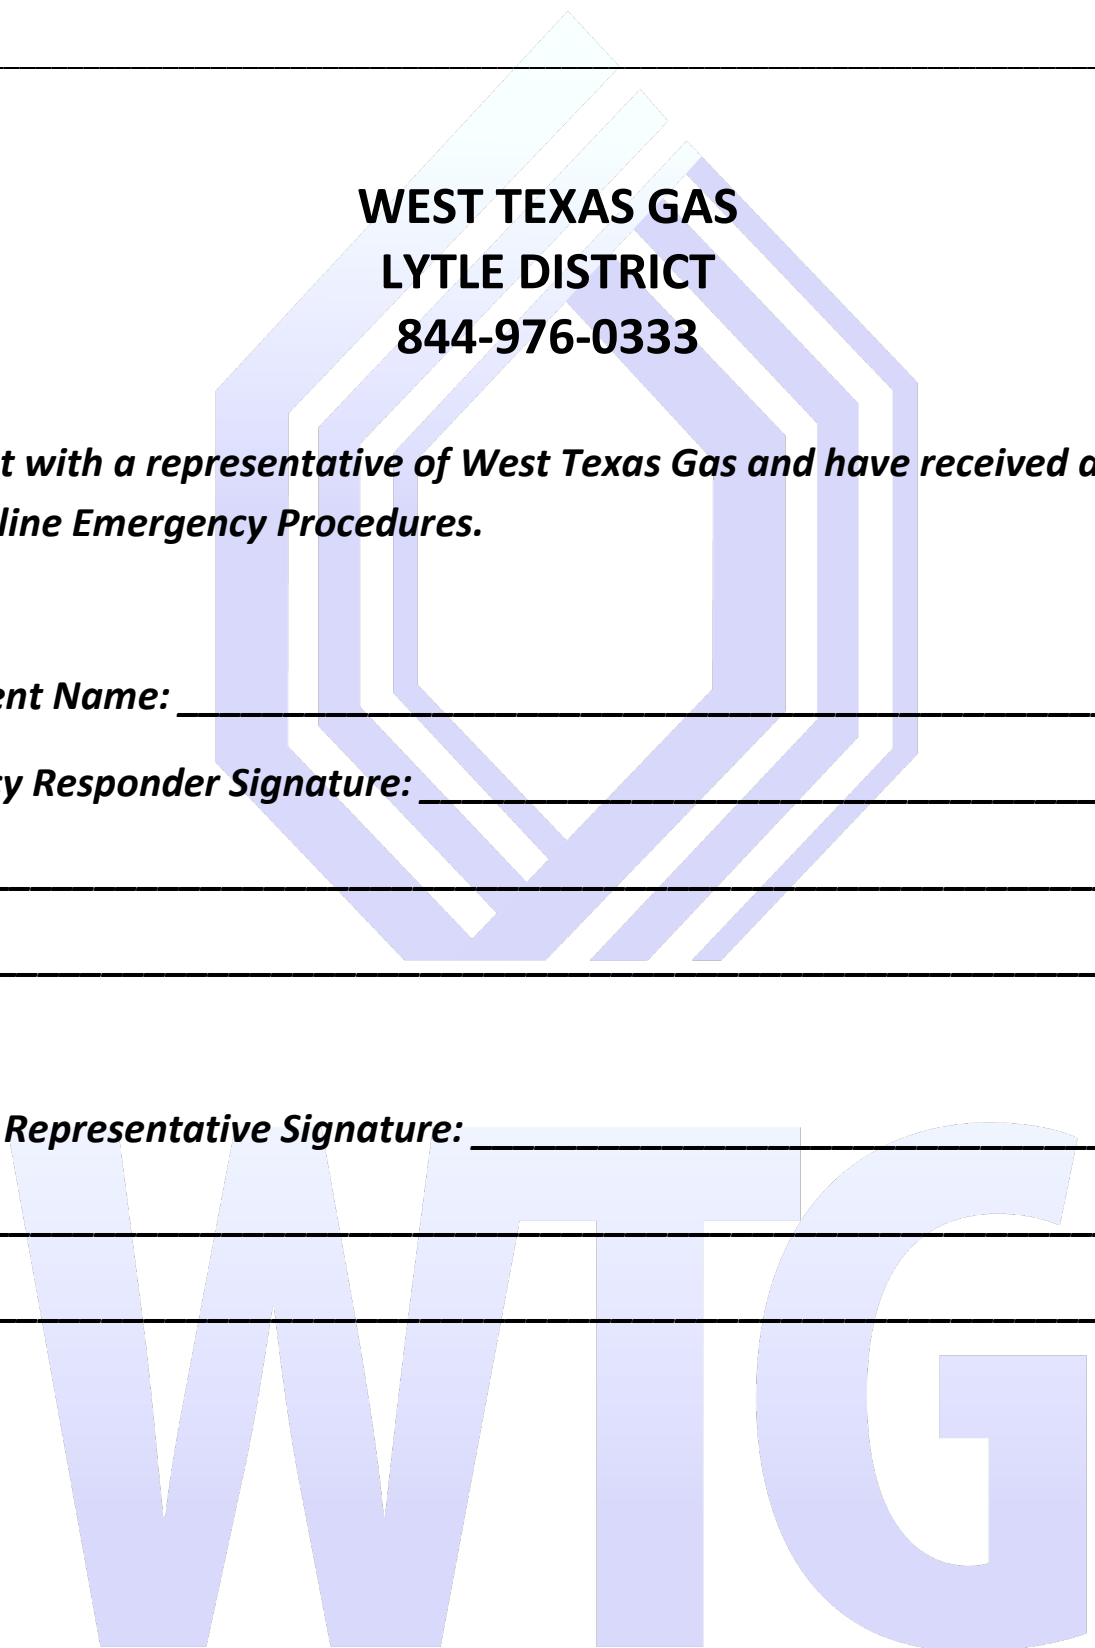 WEST TEXAS GAS
LYTLE DISTRICT
844-976-0333
t with a representative of West Texas Gas and have received a
line Emergency Procedures.
ent Name:
cy Responder Signature:
Representative Signature:
WTG